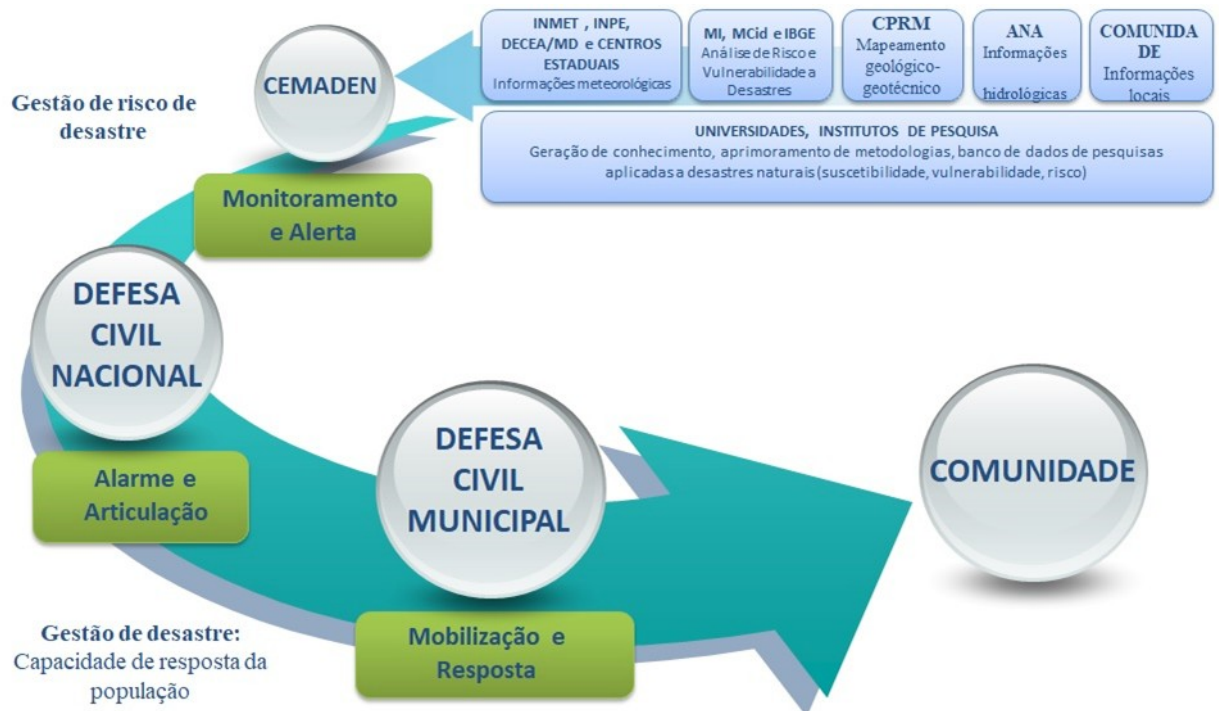 INMET , INPE,
DECEA/MD e CENTROS
ESTADUAIS
Informações meteorológicas
MI, MCid e IBGE
Análise de Risco e
Vulnerabilidade a
Desastres
CPRM
Mapeamento
geológico-
geotécnico
ANA
Informações
hidrológicas
COMUNIDA
DE
Informações
locais
CEMADEN
Gestão de risco de
desastre
UNIVERSIDADES, INSTITUTOS DE PESQUISA
Geração de conhecimento, aprimoramento de metodologias, banco de dados de pesquisas
aplicadas a desastres naturais (suscetibilidade, vulnerabilidade, risco)
Monitoramento
e Alerta
DEFESA
CIVIL
NACIONAL
Alarme e
Articulação
DEFESA
CIVIL
MUNICIPAL
COMUNIDADE
Mobilização e
Resposta
Gestão de desastre:
Capacidade de resposta da
população